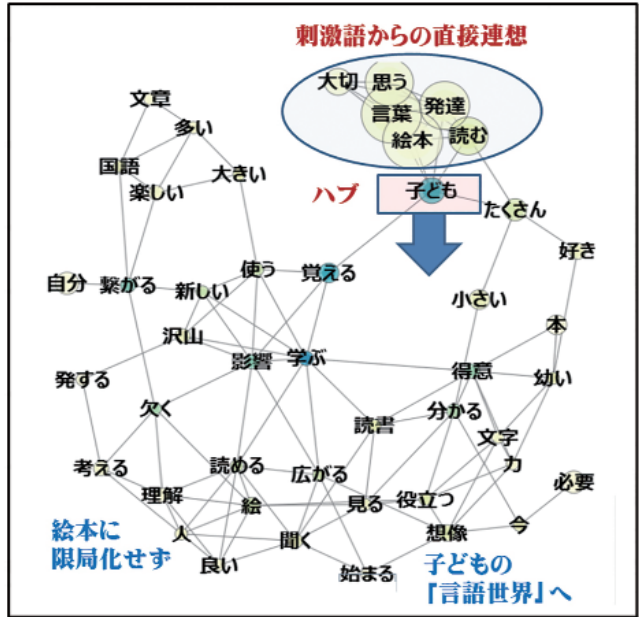 刺激語からの直接連想
大切
思う
文章
発達
言葉
多い
絵本
読む
国語
大きい
楽しい
ハブ
子ども
たくさん
好き
使う
覚える
自分
繋がる
新しい
小さい
本
沢山
影響
学ぶ
得意
発する
幼い
欠く
分かる
読書
文字
考える
読める
広がる
力
必要
理解
絵
見る
役立つ
人
聞く
想像
今
絵本に
限局化せず
良い
始まる
子どもの
『言語世界』へ